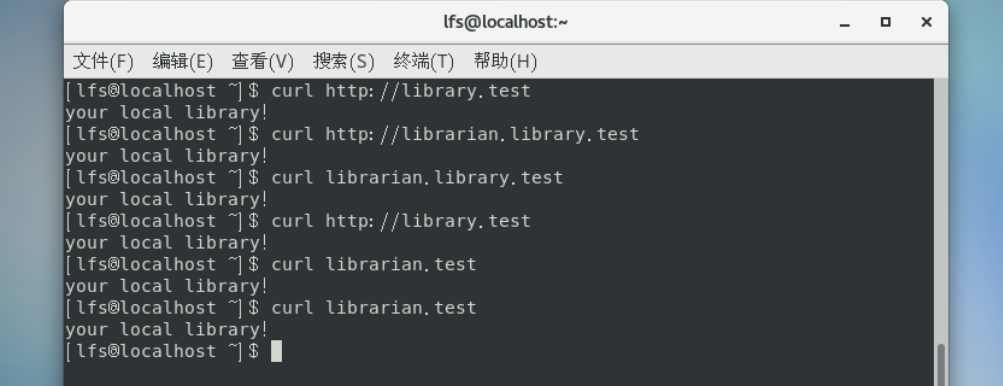 lfs@localhost:~
文件(F) 编辑(E) 查看(V) 搜索(S) 终端(T) 帮助(H)
[lfs@localhost ~]$ curl http://library.test
your local library!
[lfs@localhost ~]$ curl http://librarian.library.test
your local library!
[lfs@localhost ~]$ curl librarian.library.test
your local library!
[lfs@localhost ~]$ curl http://library.test
your local library!
[lfs@localhost ~]$ curl librarian.test
your local library!
[lfs@localhost ~]$ curl librarian.test
your local library!
[lfs@localhost ~]$